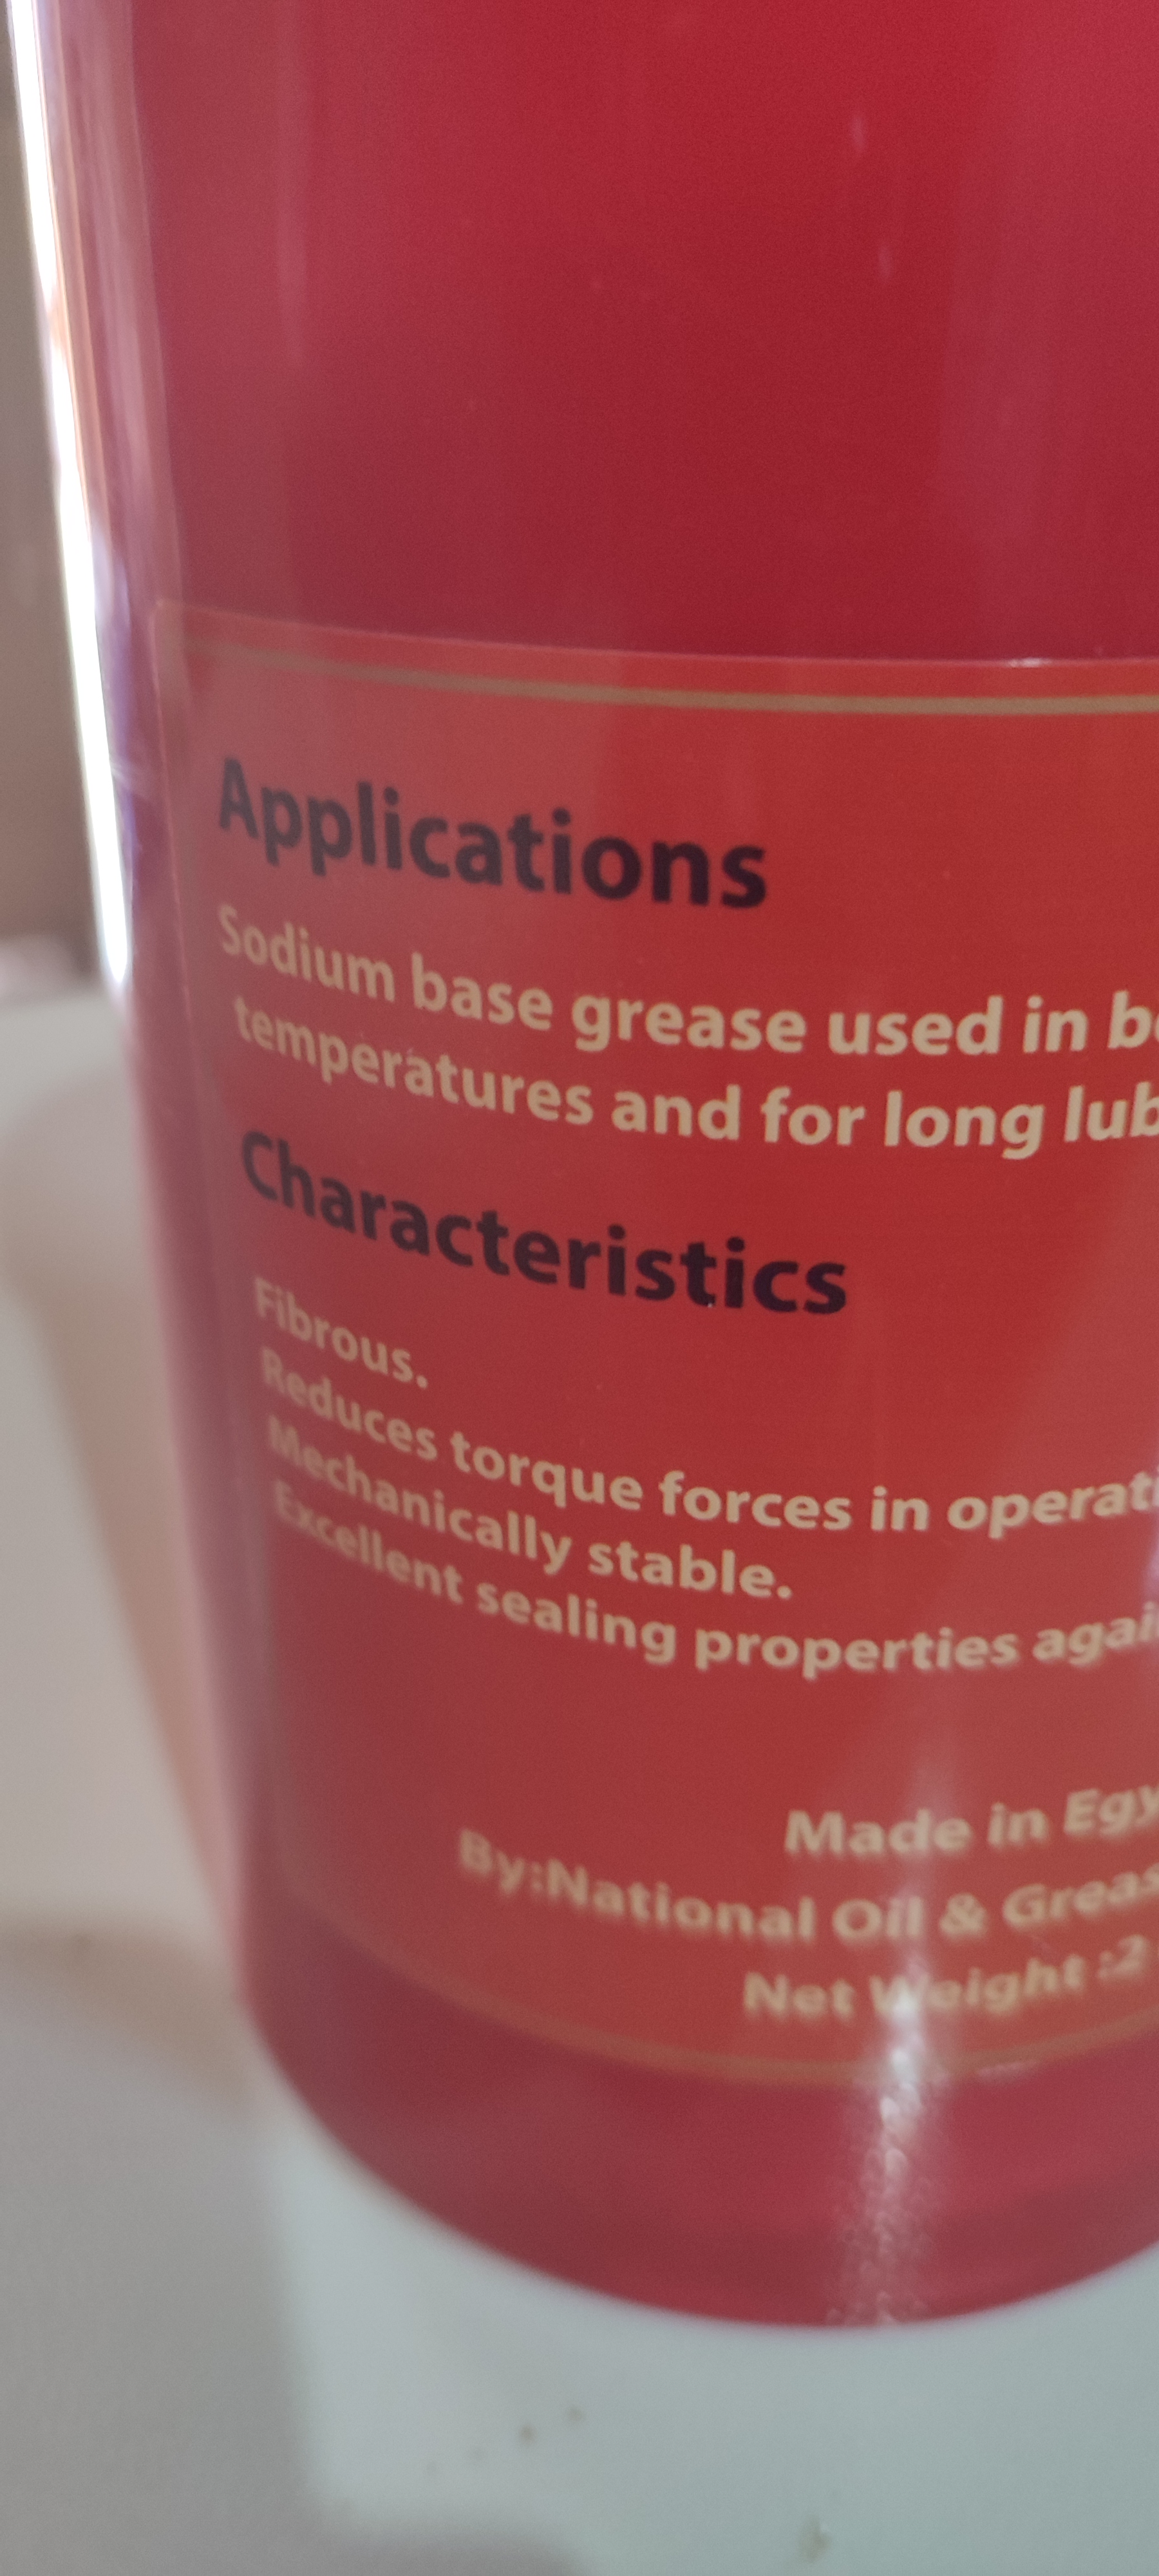 Applications
Sodium base grease used in
temperatures and for long
Characteristics
Fibrous.
Reduces torque forces in
Mechanically stable.
Excellent sealing properties
Made in
By:National Oil &
Net Weight :2